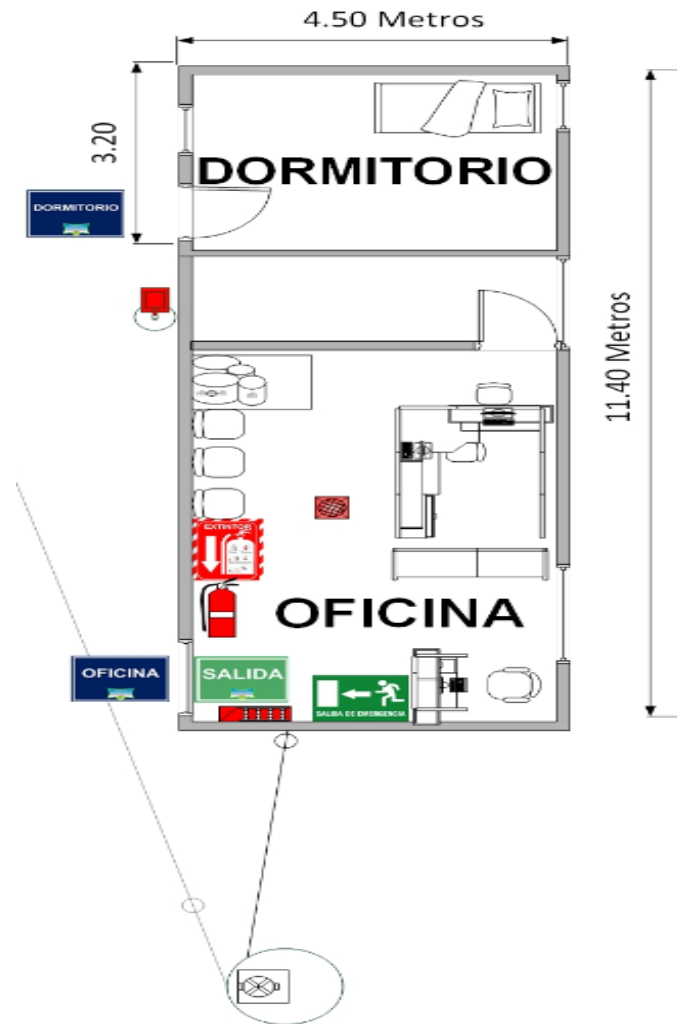 4.50 Metros
3.20
DORMITORIO
DORMITORIO
11.40 Metros
EXTINTOR
OFICINA
OFICINA
SALIDA
SALIDA DE EMERGENCIA